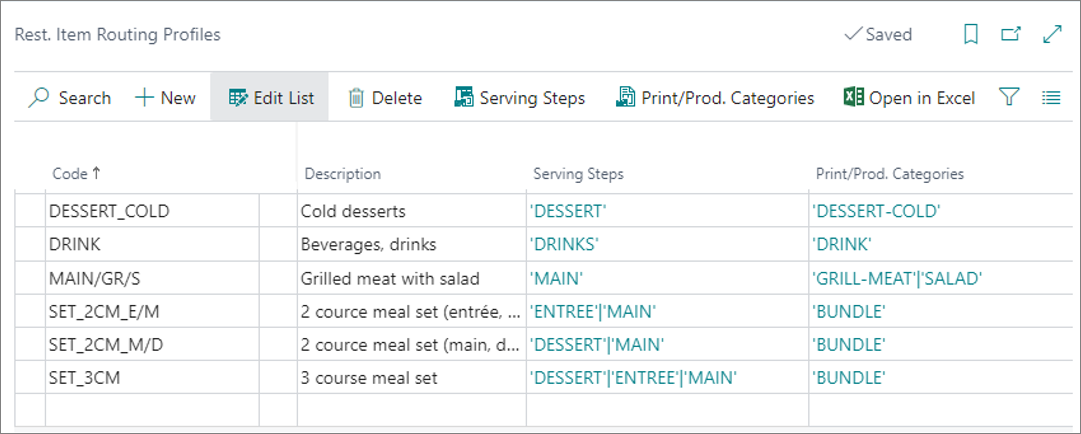 Rest. Item Routing Profiles Saved
Search New Edit List Delete Serving Steps Print/Prod. Categories Open in Excel
Code ↑ Description Serving Steps Print/Prod. Categories
DESSERT_COLD Cold desserts 'DESSERT' 'DESSERT-COLD'
DRINK Beverages, drinks 'DRINKS' 'DRINK'
MAIN/GR/S Grilled meat with salad 'MAIN' 'GRILL-MEAT'|'SALAD'
SET_2CM_E/M 2 cource meal set (entrée, ... 'ENTREE'|'MAIN' 'BUNDLE'
SET_2CM_M/D 2 cource meal set (main, d... 'DESSERT'|'MAIN' 'BUNDLE'
SET_3CM 3 course meal set 'DESSERT'|'ENTREE'|'MAIN' 'BUNDLE'